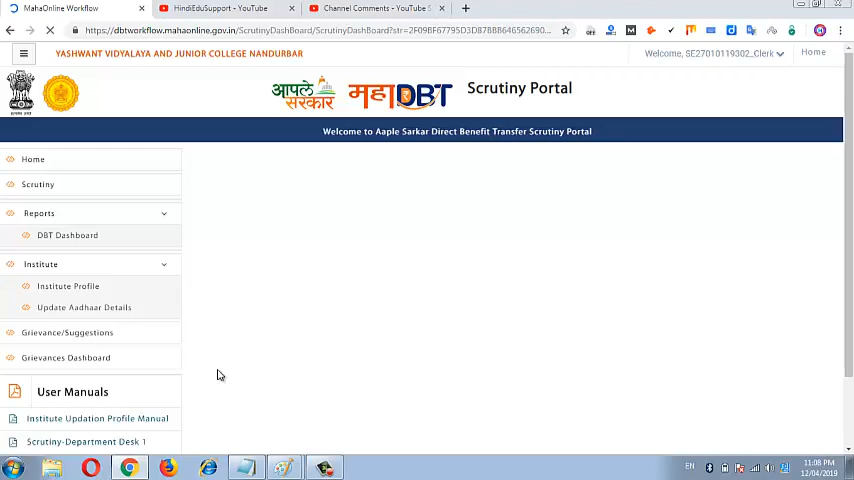 MahaOnline Workflow
HindiEduSupport - YouTube
Channel Comments - YouTube S
https://dbtworkflow.mahaonline.gov.in/ScrutinyDashBoard/ScrutinyDashBoard?str=2F09BF67795D3D87BBB646562690...
YASHWANT VIDYALAYA AND JUNIOR COLLEGE NANDURBAR
Welcome, SE27010119302_Clerk
Home
आपले
सरकार
महाDBT
Scrutiny Portal
Welcome to Aaple Sarkar Direct Benefit Transfer Scrutiny Portal
Home
Scrutiny
Reports
DBT Dashboard
Institute
Institute Profile
Update Aadhaar Details
Grievance/Suggestions
Grievances Dashboard
User Manuals
Institute Updation Profile Manual
Scrutiny-Department Desk 1
EN
11:08 PM
12/04/2019